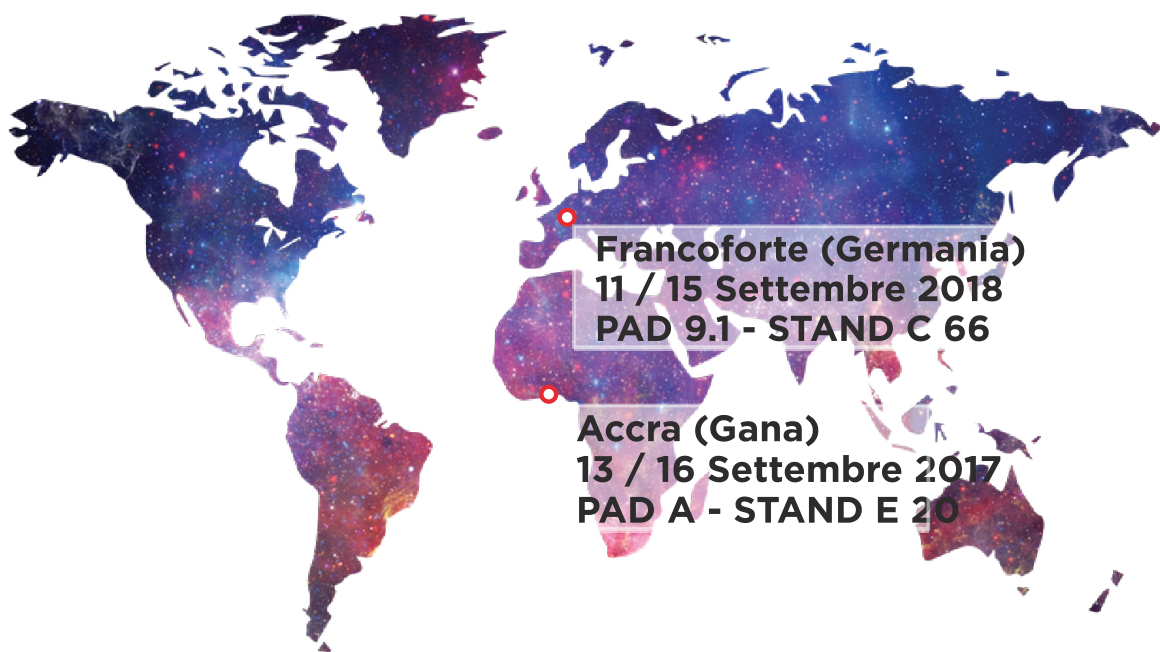 Francoforte (Germania)
11 / 15 Settembre 2018
PAD 9.1 - STAND C 66
Accra (Gana)
13 / 16 Settembre 2017
PAD A - STAND E 20